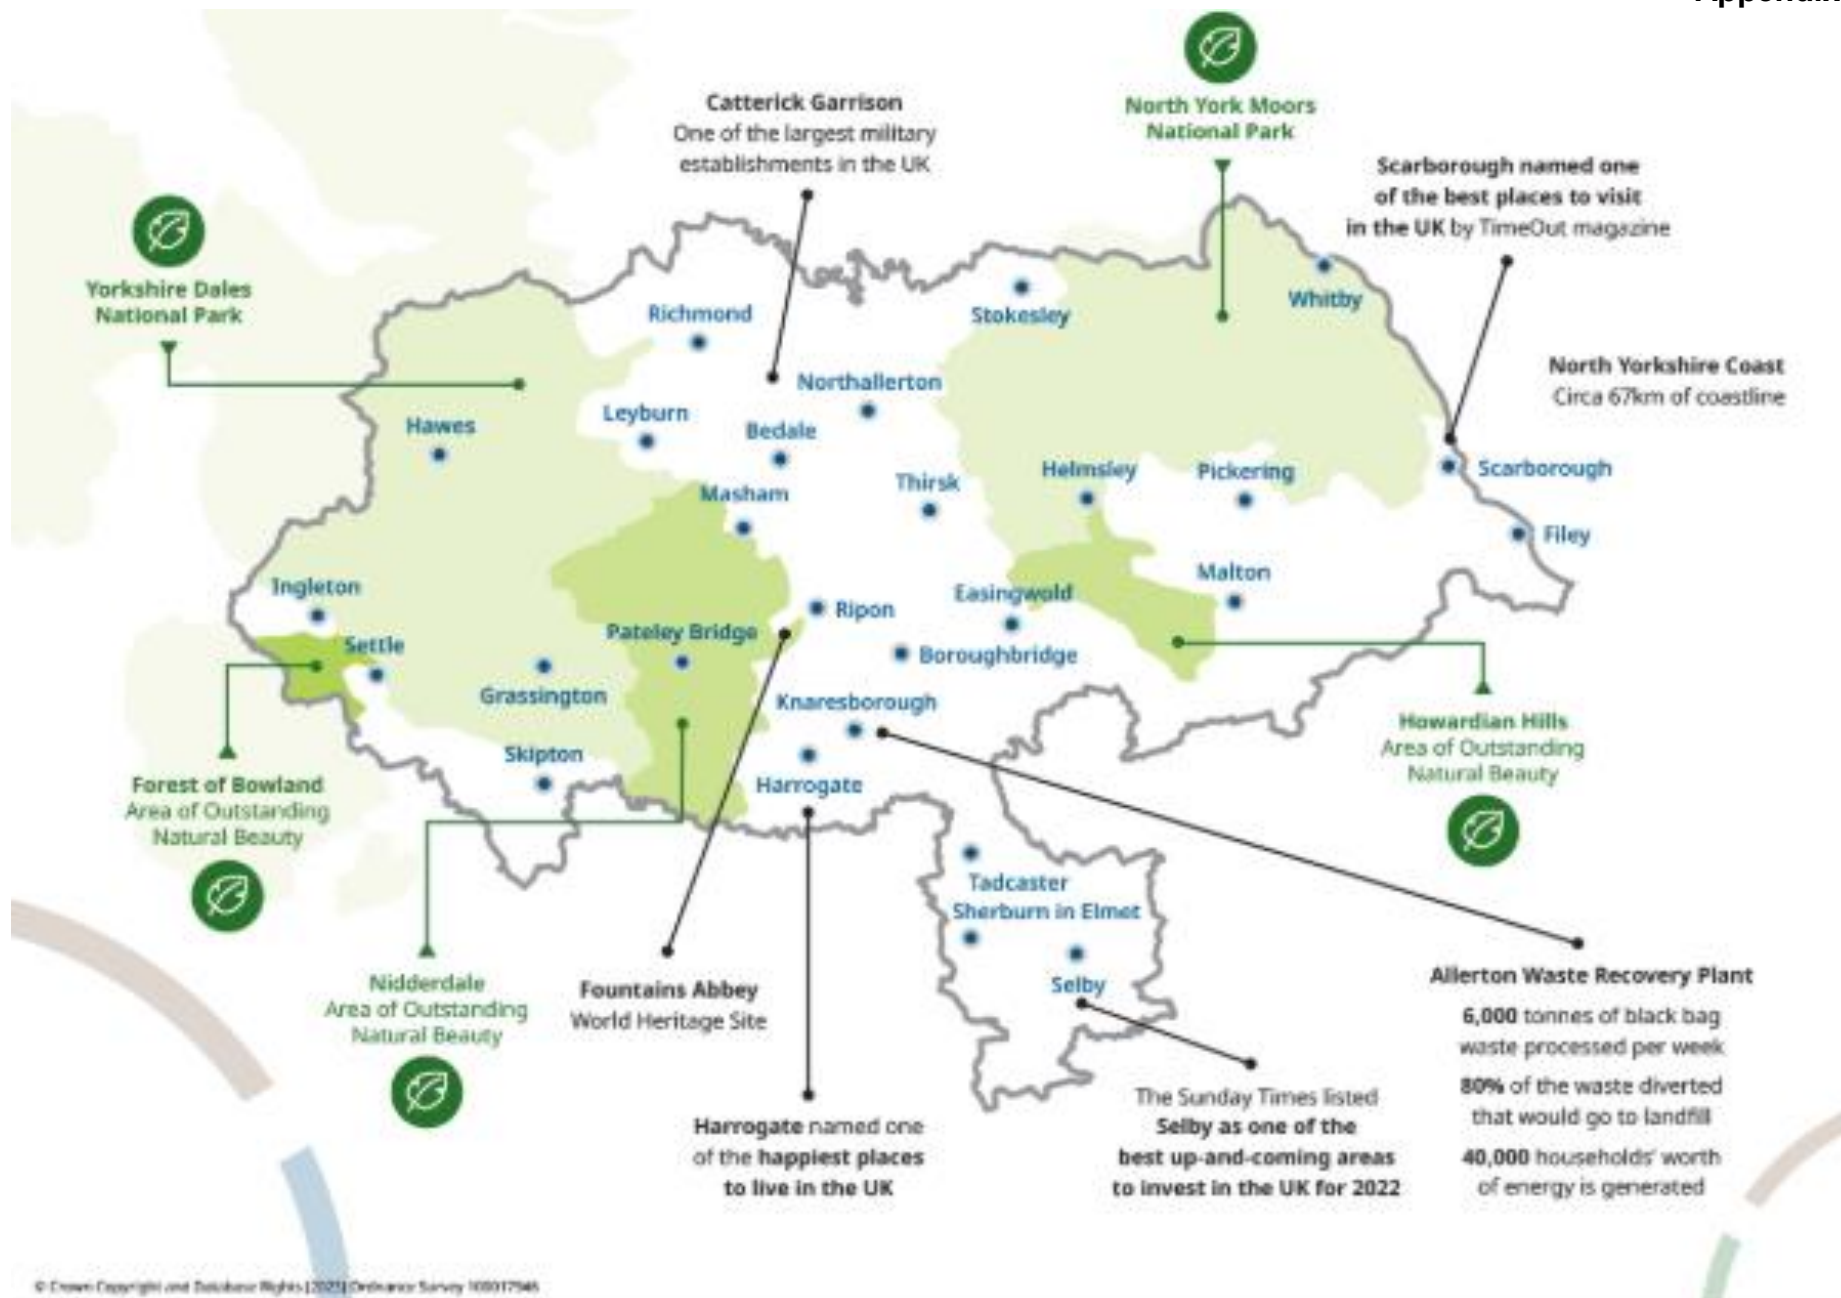 Catterick Garrison
One of the largest military
establishments in the UK
North York Moors
National Park
Scarborough named one
of the best places to visit
in the UK by TimeOut magazine
Yorkshire Dales
National Park
Richmond
Stokesley
Whitby
North Yorkshire Coast
Circa 67km of coastline
Northallerton
Leyburn
Bedale
Hawes
Masham
Thirsk
Helmsley
Pickering
Scarborough
Filey
Ingleton
Settle
Pateley Bridge
Ripon
Easingwold
Malton
Boroughbridge
Grassington
Knaresborough
Skipton
Harrogate
Howardian Hills
Area of Outstanding
Natural Beauty
Forest of Bowland
Area of Outstanding
Natural Beauty
Tadcaster
Sherburn in Elmet
Selby
Nidderdale
Area of Outstanding
Natural Beauty
Fountains Abbey
World Heritage Site
Allerton Waste Recovery Plant
6,000 tonnes of black bag
waste processed per week
80% of the waste diverted
that would go to landfill
40,000 households' worth
of energy is generated
Harrogate named one
of the happiest places
to live in the UK
The Sunday Times listed
Selby as one of the
best up-and-coming areas
to invest in the UK for 2022
© Crown Copyright and Database Rights Ordnance Survey